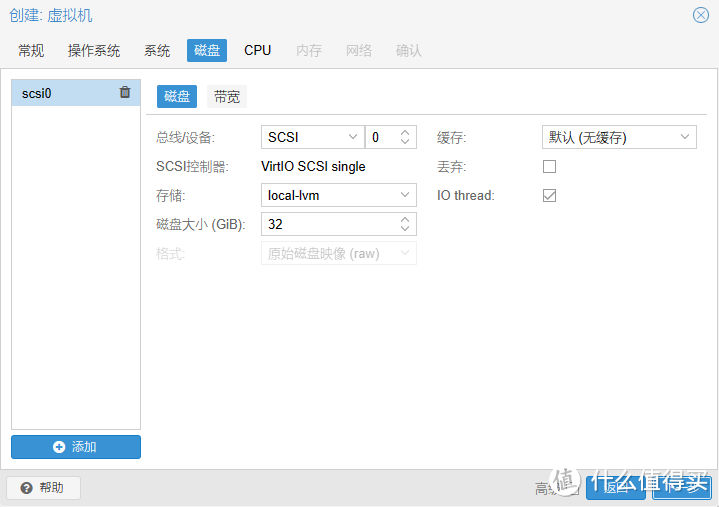 创建: 虚拟机
常规 操作系统 系统 磁盘 CPU 内存 网络 确认
scsi0
磁盘 带宽
总线/设备: SCSI 0 缓存: 默认 (无缓存)
SCSI控制器: VirtIO SCSI single 丢弃:
存储: local-lvm IO thread:
磁盘大小 (GiB): 32
格式: 原始磁盘映像 (raw)
添加
帮助 高级 返回
值 什么值得买